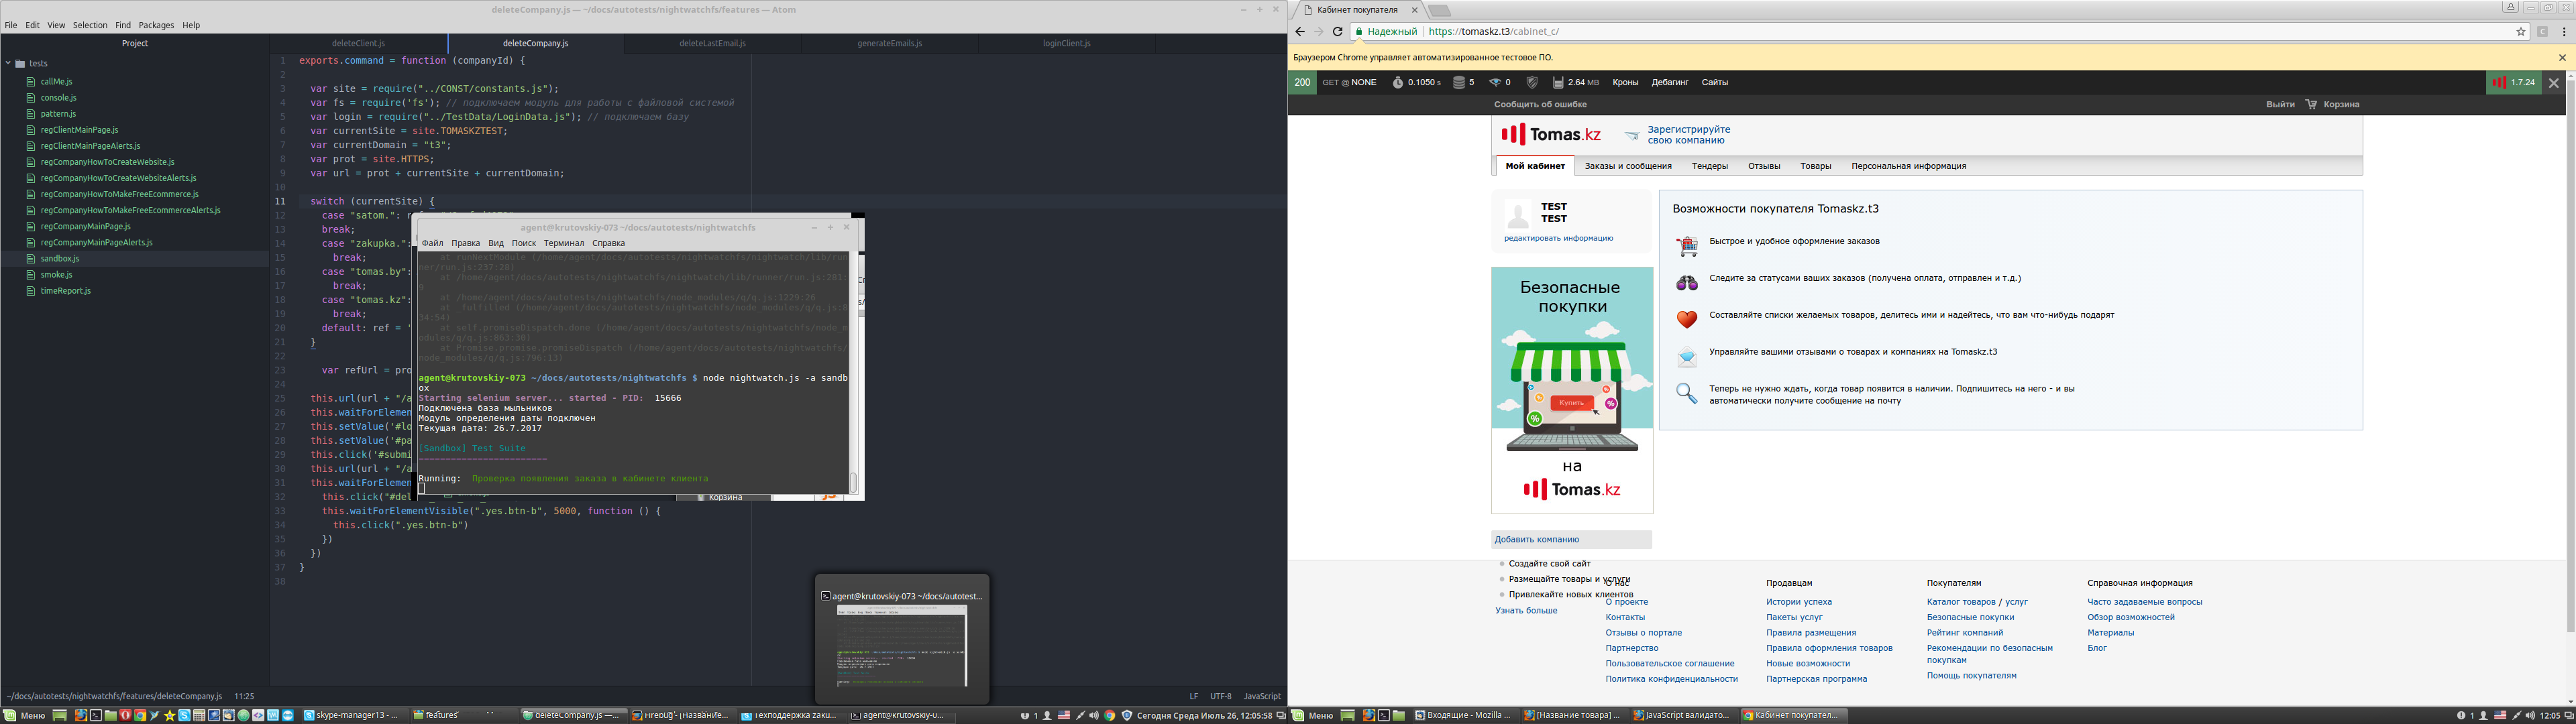 deleteCompany.js — ~/docs/autotests/nightwatchfs/features — Atom
File Edit View Selection Find Packages Help
Project
tests
callMe.js
console.js
pattern.js
regClientMainPage.js
regClientMainPageAlerts.js
regCompanyHowToCreateWebsite.js
regCompanyHowToCreateWebsiteAlerts.js
regCompanyHowToMakeFreeEcommerce.js
regCompanyHowToMakeFreeEcommerceAlerts.js
regCompanyMainPage.js
regCompanyMainPageAlerts.js
sandbox.js
smoke.js
timeReport.js
deleteClient.js deleteCompany.js deleteLastEmail.js generateEmails.js loginClient.js
1 exports.command = function (companyId) {
2
3 var site = require("../CONST/constants.js");
4 var fs = require('fs'); // подключаем модуль для работы с файловой системой
5 var login = require("../TestData/LoginData.js"); // подключаем базу
6 var currentSite = site.TOMASKZTEST;
7 var currentDomain = "t3";
8 var prot = site.HTTPS;
9 var url = prot + currentSite + currentDomain;
10
11 switch (currentSite) {
12 case "satom.":
13 break;
14 case "zakupka.":
15 break;
16 case "tomas.by":
17 break;
18 case "tomas.kz":
19 break;
20 default: ref = '
21 }
22
23 var refUrl = pro
24
25 this.url(url + "/a
26 this.waitForElemen
27 this.setValue('#lo
28 this.setValue('#pa
29 this.click('#submi
30 this.url(url + "/a
31 this.waitForElemen
32 this.click("#del
33 this.waitForElementVisible(".yes.btn-b", 5000, function () {
34 this.click(".yes.btn-b")
35 })
36 })
37 }
38
agent@krutovskiy-073 ~/docs/autotests/nightwatchfs
Файл Правка Вид Поиск Терминал Справка
at runNextModule (/home/agent/docs/autotests/nightwatchfs/nightwatch/lib/run
ner/run.js:237:28)
at /home/agent/docs/autotests/nightwatchfs/nightwatch/lib/runner/run.js:281:
9
at /home/agent/docs/autotests/nightwatchfs/node_modules/q/q.js:1229:26
at _fulfilled (/home/agent/docs/autotests/nightwatchfs/node_modules/q/q.js:8
34:54)
at self.promiseDispatch.done (/home/agent/docs/autotests/nightwatchfs/node_m
odules/q/q.js:863:30)
at Promise.promise.promiseDispatch (/home/agent/docs/autotests/nightwatchfs/
node_modules/q/q.js:796:13)
agent@krutovskiy-073 ~/docs/autotests/nightwatchfs $ node nightwatch.js -a sandb
ox
Starting selenium server... started - PID: 15666
Подключена база мыльников
Модуль определения даты подключен
Текущая дата: 26.7.2017
[Sandbox] Test Suite
========================
Running: Проверка появления заказа в кабинете клиента
Корзина
agent@krutovskiy-073 ~/docs/autotest...
~/docs/autotests/nightwatchfs/features/deleteCompany.js 11:25
LF UTF-8 JavaScript
Меню
skype-manager13 - ...
features
deleteCompany.js —...
Firebug - [Название...
Техподдержка zaku...
agent@krutovskiy-0...
1
Сегодня Среда Июль 26, 12:05:58
Кабинет покупателя
Надежный https://tomaskz.t3/cabinet_c/
Браузером Chrome управляет автоматизированное тестовое ПО.
200 GET @ NONE 0.1050 s 5 0 2.64 MB Кроны Дебагинг Сайты 1.7.24
Сообщить об ошибке Выйти Корзина
Tomas.kz
Зарегистрируйте
свою компанию
Мой кабинет Заказы и сообщения Тендеры Отзывы Товары Персональная информация
TEST
TEST
редактировать информацию
Безопасные
покупки
Купить
на
Tomas.kz
Возможности покупателя Tomaskz.t3
Быстрое и удобное оформление заказов
Следите за статусами ваших заказов (получена оплата, отправлен и т.д.)
Составляйте списки желаемых товаров, делитесь ими и надейтесь, что вам что-нибудь подарят
Управляйте вашими отзывами о товарах и компаниях на Tomaskz.t3
Теперь не нужно ждать, когда товар появится в наличии. Подпишитесь на него - и вы
автоматически получите сообщение на почту
Добавить компанию
Создайте свой сайт
Размещайте товары и услуги
Привлекайте новых клиентов
Узнать больше
О нас
О проекте
Контакты
Отзывы о портале
Партнерство
Пользовательское соглашение
Политика конфиденциальности
Продавцам
Истории успеха
Пакеты услуг
Правила размещения
Правила оформления товаров
Новые возможности
Партнерская программа
Покупателям
Каталог товаров / услуг
Безопасные покупки
Рейтинг компаний
Рекомендации по безопасным
покупкам
Помощь покупателям
Справочная информация
Часто задаваемые вопросы
Обзор возможностей
Материалы
Блог
Меню
Входящие - Mozilla ...
[Название товара] ...
JavaScript валидато...
Кабинет покупател...
1
12:05